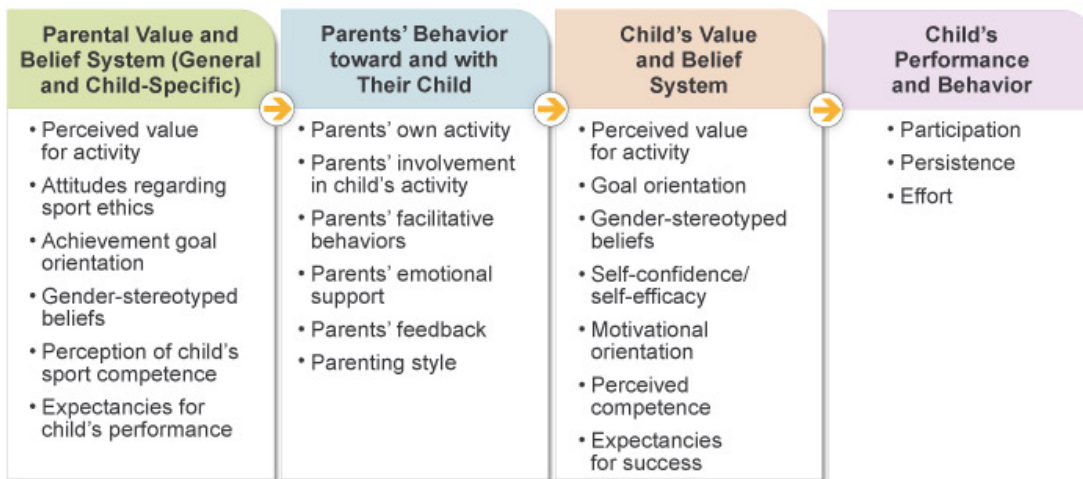 Parental Value and
Belief System (General
and Child-Specific)
• Perceived value
for activity
• Attitudes regarding
sport ethics
• Achievement goal
orientation
• Gender-stereotyped
beliefs
• Perception of child's
sport competence
• Expectancies for
child's performance
Parents' Behavior
toward and with
Their Child
• Parents' own activity
• Parents' involvement
in child's activity
• Parents' facilitative
behaviors
• Parents' emotional
support
• Parents' feedback
• Parenting style
Child's Value
and Belief
System
• Perceived value
for activity
• Goal orientation
• Gender-stereotyped
beliefs
• Self-confidence/
self-efficacy
• Motivational
orientation
• Perceived
competence
• Expectancies
for success
Child's
Performance
and Behavior
• Participation
• Persistence
• Effort